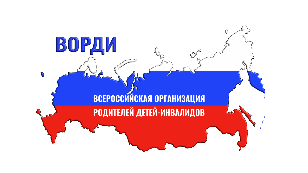 ВОРДИ
ВСЕРОССИЙСКАЯ ОРГАНИЗАЦИЯ
РОДИТЕЛЕЙ ДЕТЕЙ-ИНВАЛИДОВ